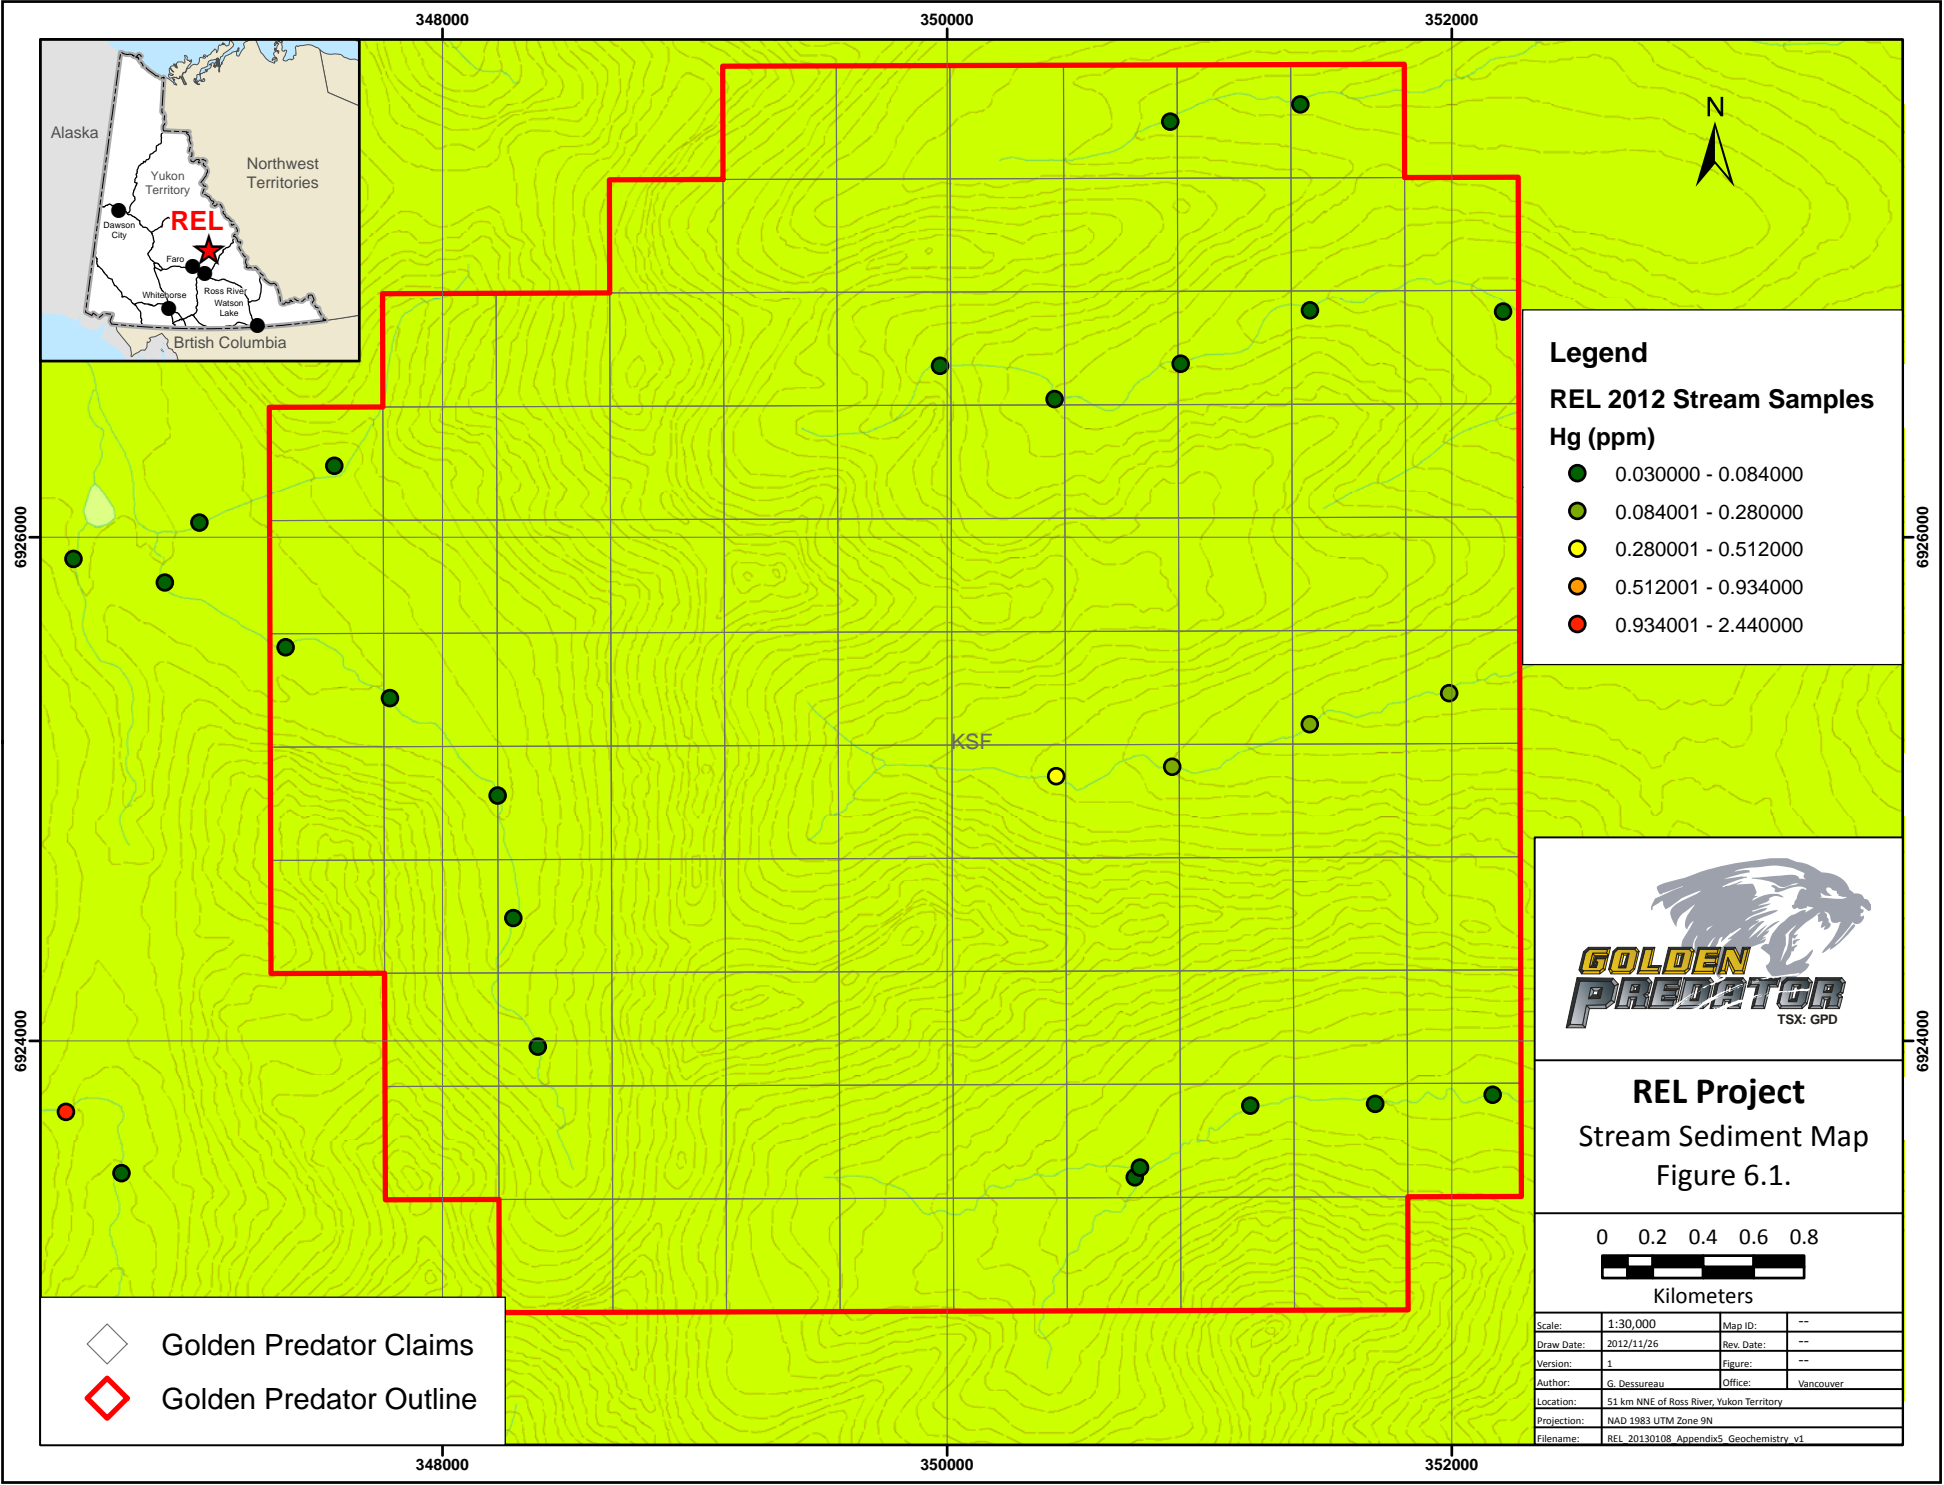 348000
350000
352000
Alaska
Northwest
Territories
Yukon
Territory
REL
Dawson
City
Faro
Ross River
Whitehorse
Watson
Lake
Brtish Columbia
N
Legend
REL 2012 Stream Samples
Hg (ppm)
0.030000 - 0.084000
0.084001 - 0.280000
0.280001 - 0.512000
0.512001 - 0.934000
0.934001 - 2.440000
6926000
6926000
KSF
GOLDEN
PREDATOR
TSX: GPD
6924000
6924000
REL Project
Stream Sediment Map
Figure 6.1.
0 0.2 0.4 0.6 0.8
Kilometers
Scale: 1:30,000 Map ID: --
Draw Date: 2012/11/26 Rev. Date: --
Version: 1 Figure: --
Author: G. Dessureau Office: Vancouver
Location: 51 km NNE of Ross River, Yukon Territory
Projection: NAD 1983 UTM Zone 9N
Filename: REL_20130108_Appendix5_Geochemistry_v1
Golden Predator Claims
Golden Predator Outline
348000
350000
352000